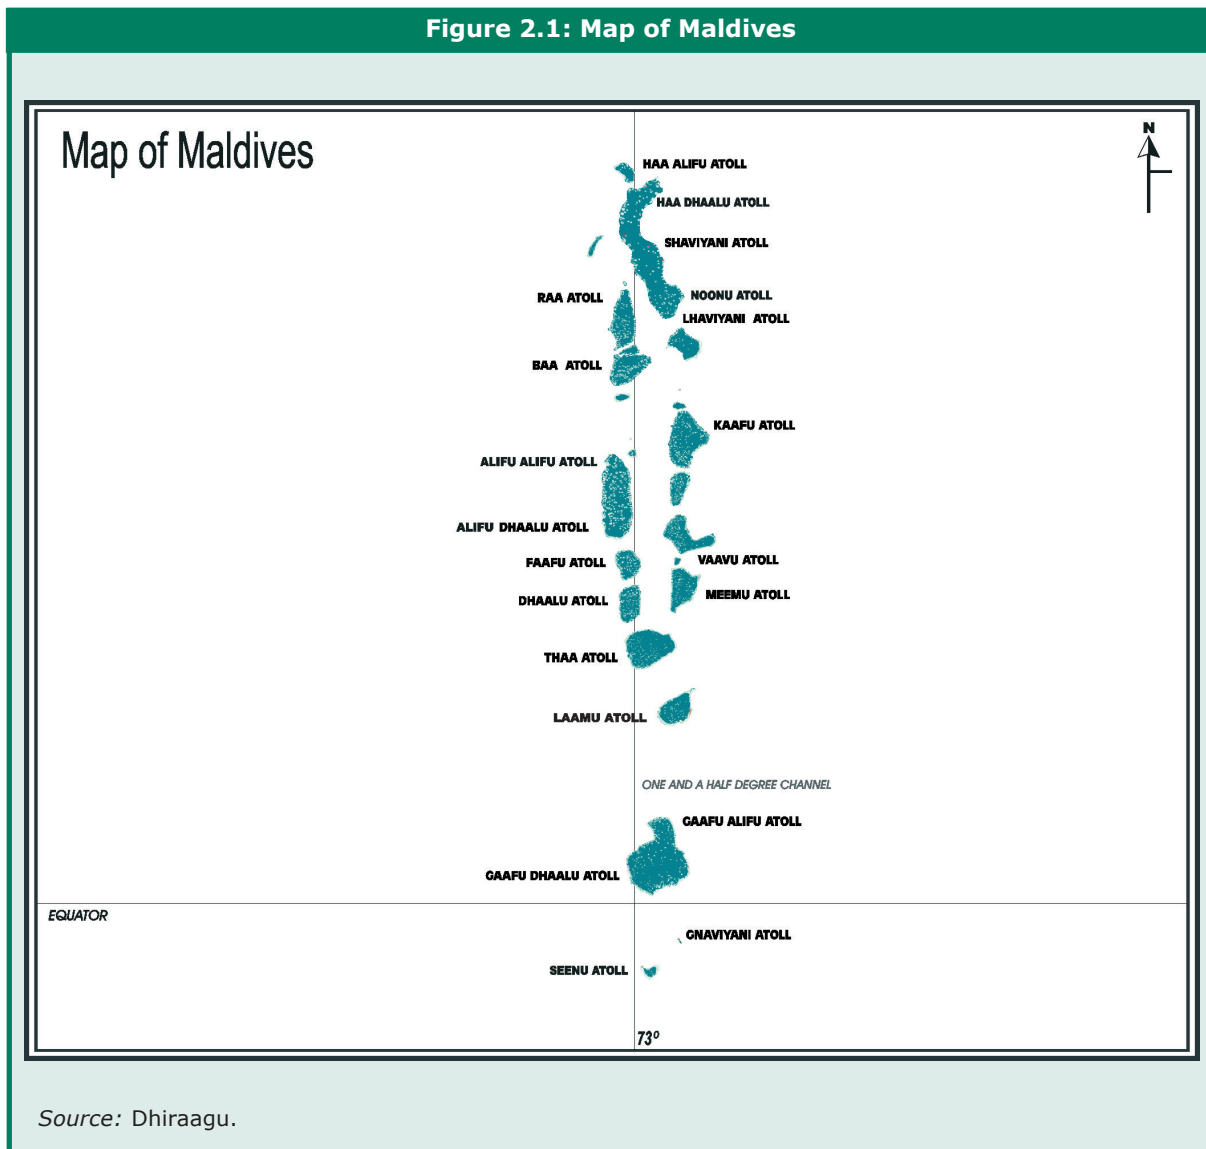 Figure 2.1: Map of Maldives
Map of Maldives
N
HAA ALIFU ATOLL
HAA DHAALU ATOLL
SHAVIYANI ATOLL
RAA ATOLL
NOONU ATOLL
LHAVIYANI ATOLL
BAA ATOLL
KAAFU ATOLL
ALIFU ALIFU ATOLL
ALIFU DHAALU ATOLL
FAAFU ATOLL
VAAVU ATOLL
DHAALU ATOLL
MEEMU ATOLL
THAA ATOLL
LAAMU ATOLL
ONE AND A HALF DEGREE CHANNEL
GAAFU ALIFU ATOLL
GAAFU DHAALU ATOLL
EQUATOR
GNAVIYANI ATOLL
SEENU ATOLL
73º
Source: Dhiraagu.